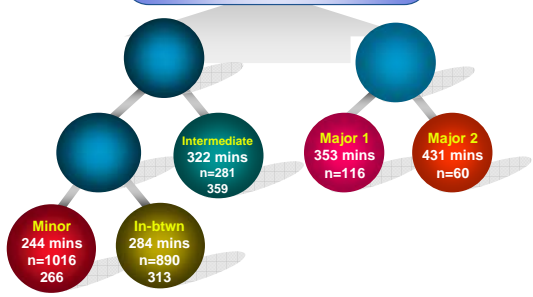 Intermediate
322 mins
n=281
359
Major 1
353 mins
n=116
Major 2
431 mins
n=60
Minor
244 mins
n=1016
266
In-btwn
284 mins
n=890
313